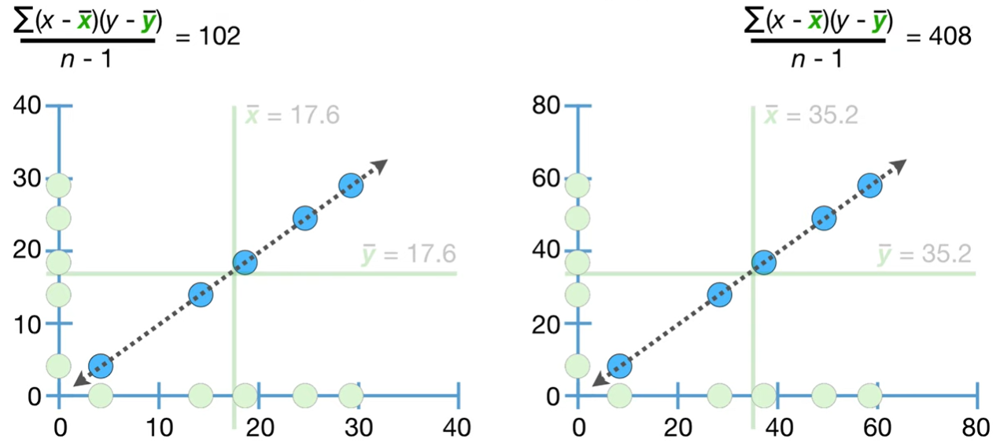 ∑(x - x̄)(y - ȳ)
n - 1
= 102
∑(x - x̄)(y - ȳ)
n - 1
= 408
40
30
20
10
0
x̄ = 17.6
ȳ = 17.6
0 10 20 30 40
80
60
40
20
0
x̄ = 35.2
ȳ = 35.2
0 20 40 60 80